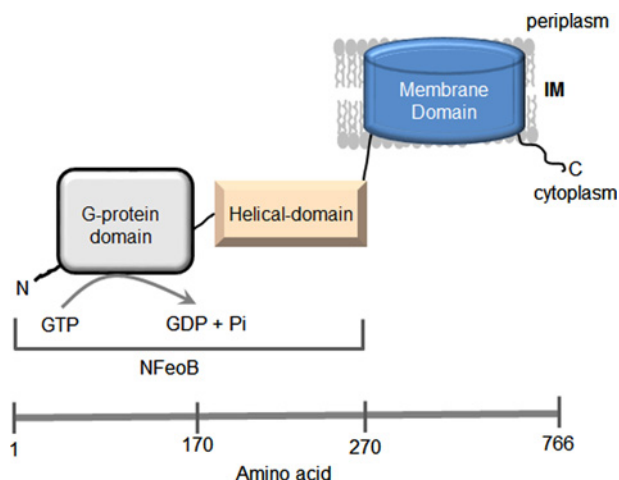 periplasm
Membrane
Domain
IM
C
cytoplasm
G-protein
domain
Helical-domain
N
GTP
GDP + Pi
NFeoB
1
170
270
766
Amino acid